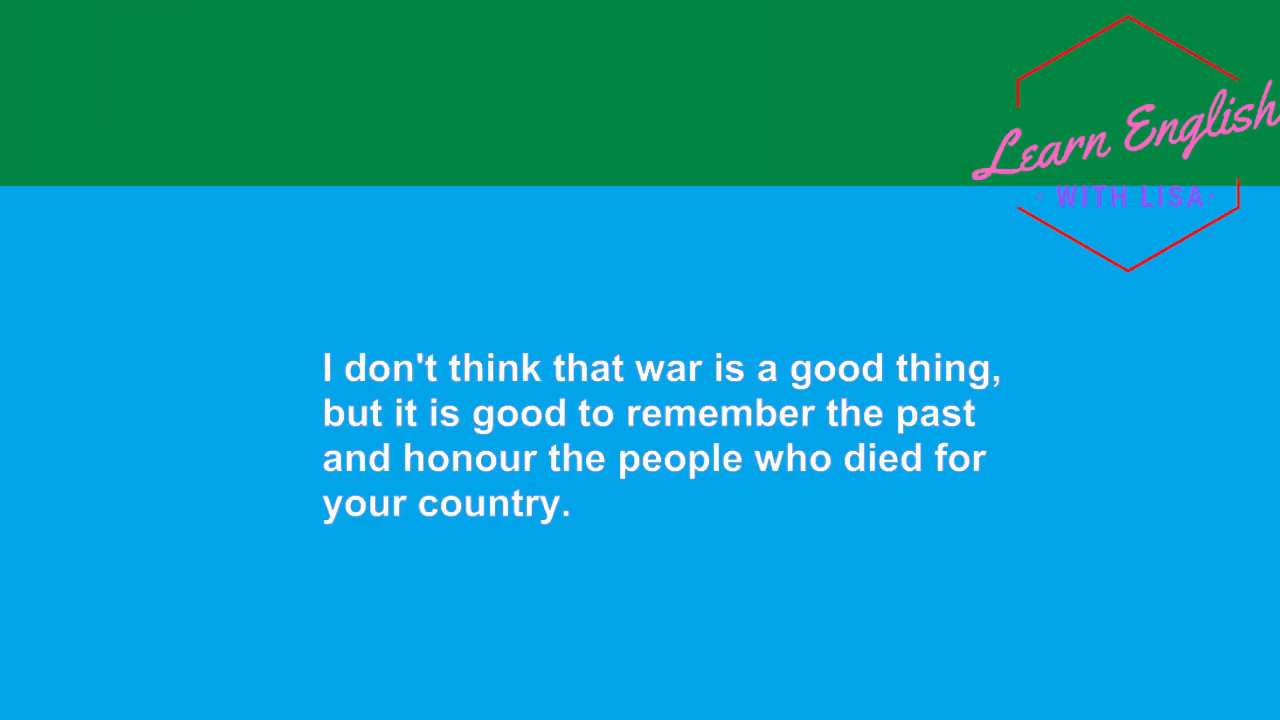 Learn English
· WITH LISA ·
I don't think that war is a good thing,
but it is good to remember the past
and honour the people who died for
your country.